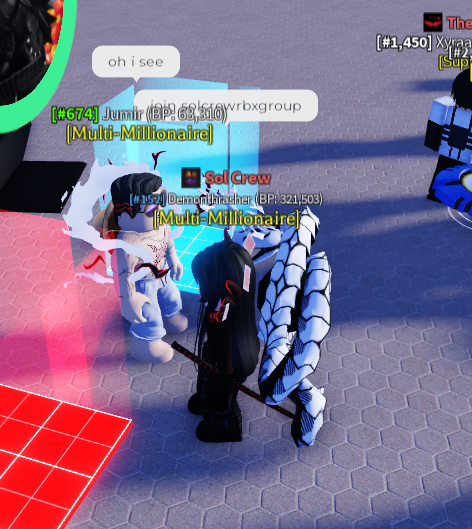 The
[#1,450] Xyraa
[#2,
[Sup
oh i see
join solcrewrbxgroup
[#674] Jumir (BP: 63,310)
[Multi-Millionaire]
Sol Crew
[#152] Demonthrasher (BP: 321,503)
[Multi-Millionaire]